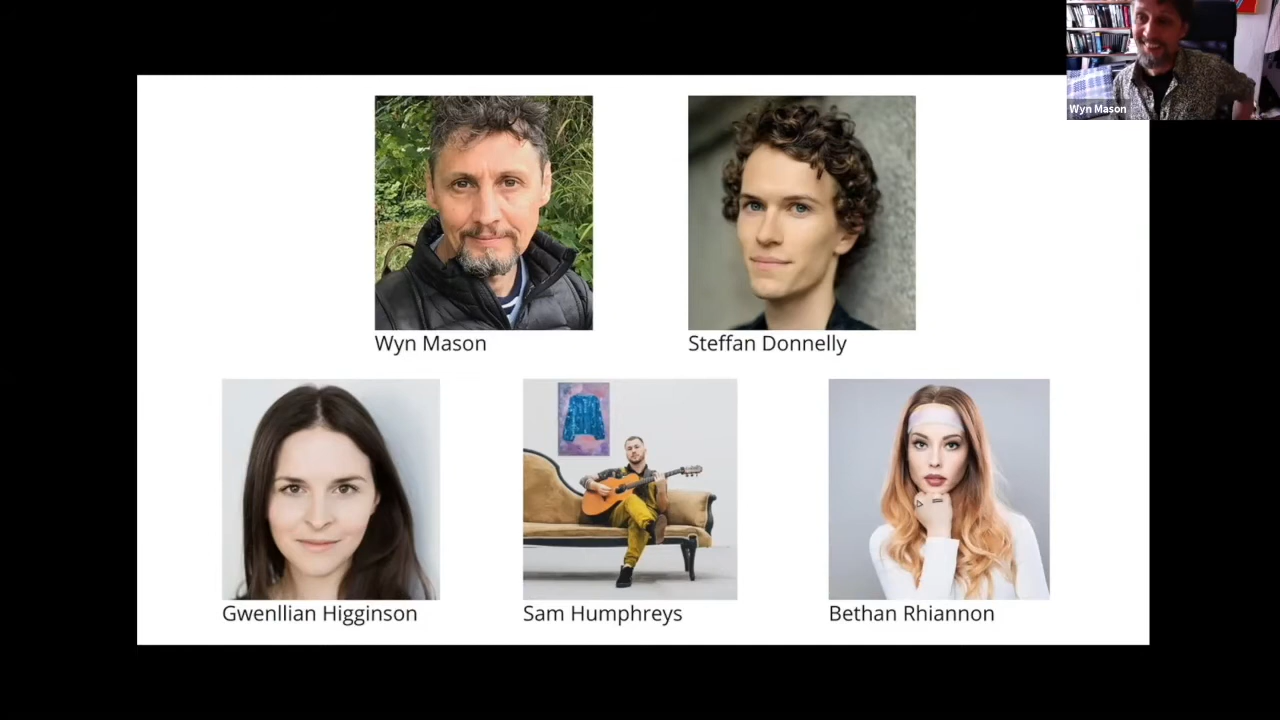 Wyn Mason
Wyn Mason
Steffan Donnelly
Gwenllian Higginson
Sam Humphreys
Bethan Rhiannon